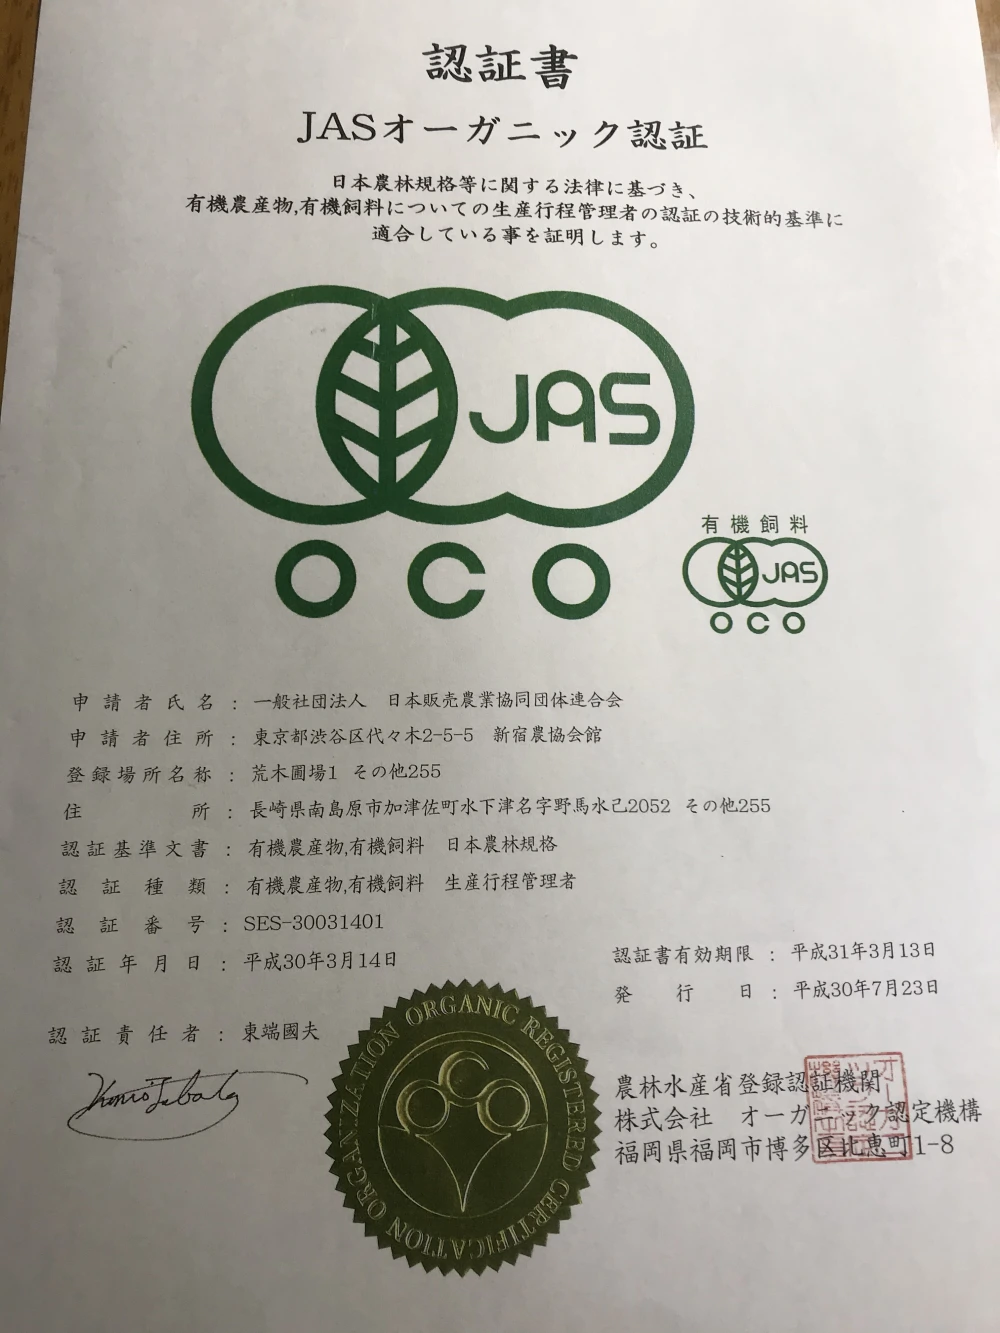 認証書
JASオーガニック認証
日本農林規格等に関する法律に基づき、
有機農産物,有機飼料についての生産行程管理者の認証の技術的基準に
適合している事を証明します。
JAS
OCO
有機飼料
JAS
OCO
申請者氏名：一般社団法人　日本販売農業協同団体連合会
申請者住所：東京都渋谷区代々木2-5-5　新宿農協会館
登録場所名称：荒木圃場1 その他255
住所：長崎県南島原市加津佐町水下津名字野馬水己2052 その他255
認証基準文書：有機農産物,有機飼料　日本農林規格
認証種類：有機農産物,有機飼料　生産行程管理者
認証番号：SES-30031401
認証年月日：平成30年3月14日
認証書有効期限：平成31年3月13日
発行日：平成30年7月23日
認証責任者：東端國夫
ORGANIC REGISTERED CERTIFICATION ORGANIZATION
農林水産省登録認証機関
株式会社　オーガニック認定機構
福岡県福岡市博多区比恵町1-8